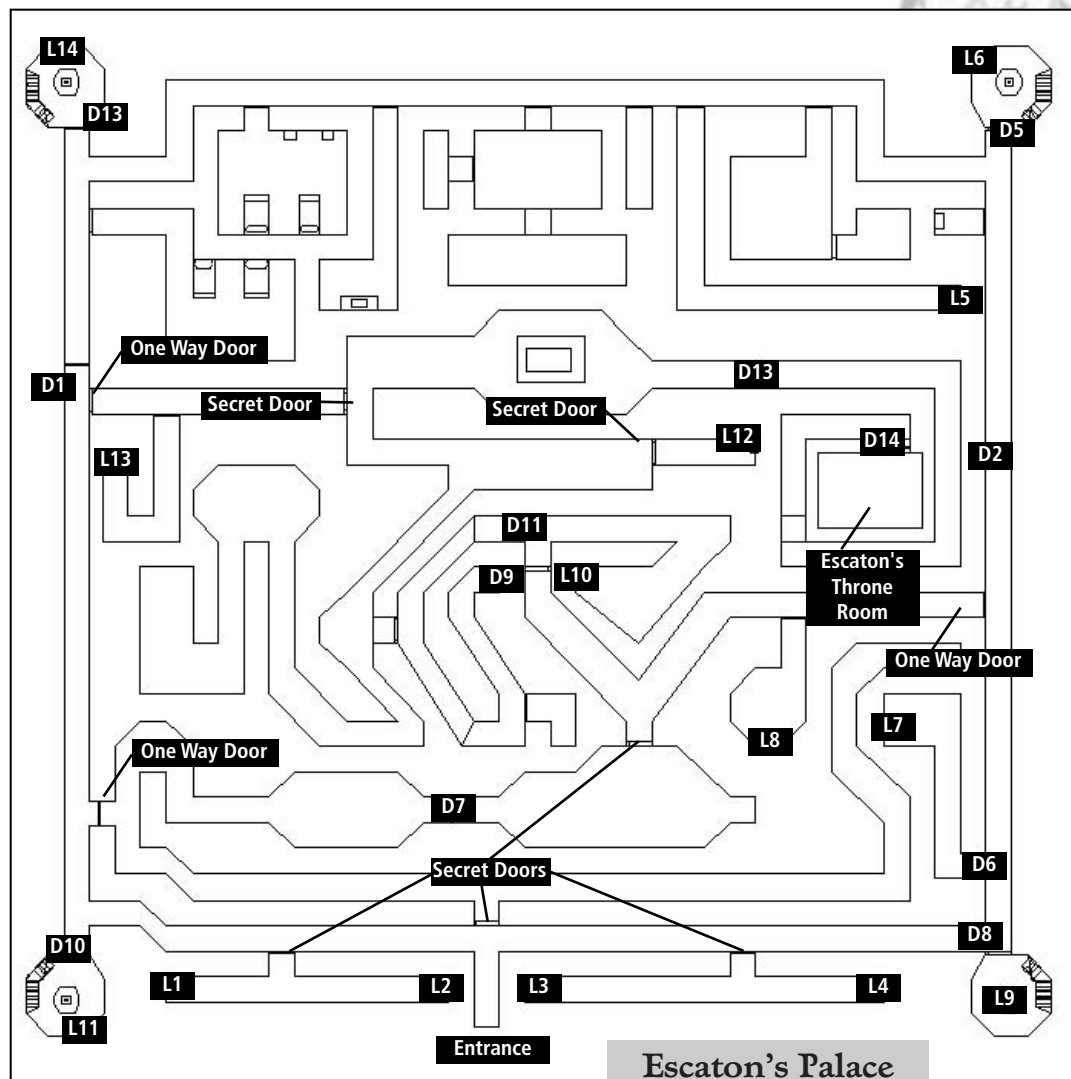 L14
L6
D13
D5
L5
One Way Door
D1
D13
Secret Door
Secret Door
L12
D14
D2
L13
D11
D9
L10
Escaton's
Throne
Room
One Way Door
L7
L8
One Way Door
D7
Secret Doors
D6
D10
D8
L1
L2
L3
L4
L9
L11
Entrance
Escaton's Palace